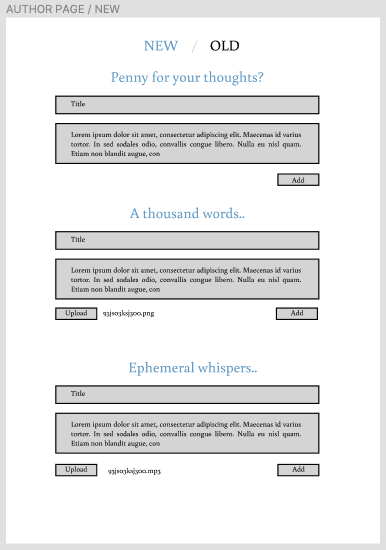 AUTHOR PAGE / NEW
NEW / OLD
Penny for your thoughts?
Title
Lorem ipsum dolor sit amet, consectetur adipiscing elit. Maecenas id varius
tortor. In sed sodales odio, convallis congue libero. Nulla eu nisl quam.
Etiam non blandit augue, con
Add
A thousand words..
Title
Lorem ipsum dolor sit amet, consectetur adipiscing elit. Maecenas id varius
tortor. In sed sodales odio, convallis congue libero. Nulla eu nisl quam.
Etiam non blandit augue, con
Upload 93js03ksj300.png Add
Ephemeral whispers..
Title
Lorem ipsum dolor sit amet, consectetur adipiscing elit. Maecenas id varius
tortor. In sed sodales odio, convallis congue libero. Nulla eu nisl quam.
Etiam non blandit augue, con
Upload 93js03ksj300.mp3 Add